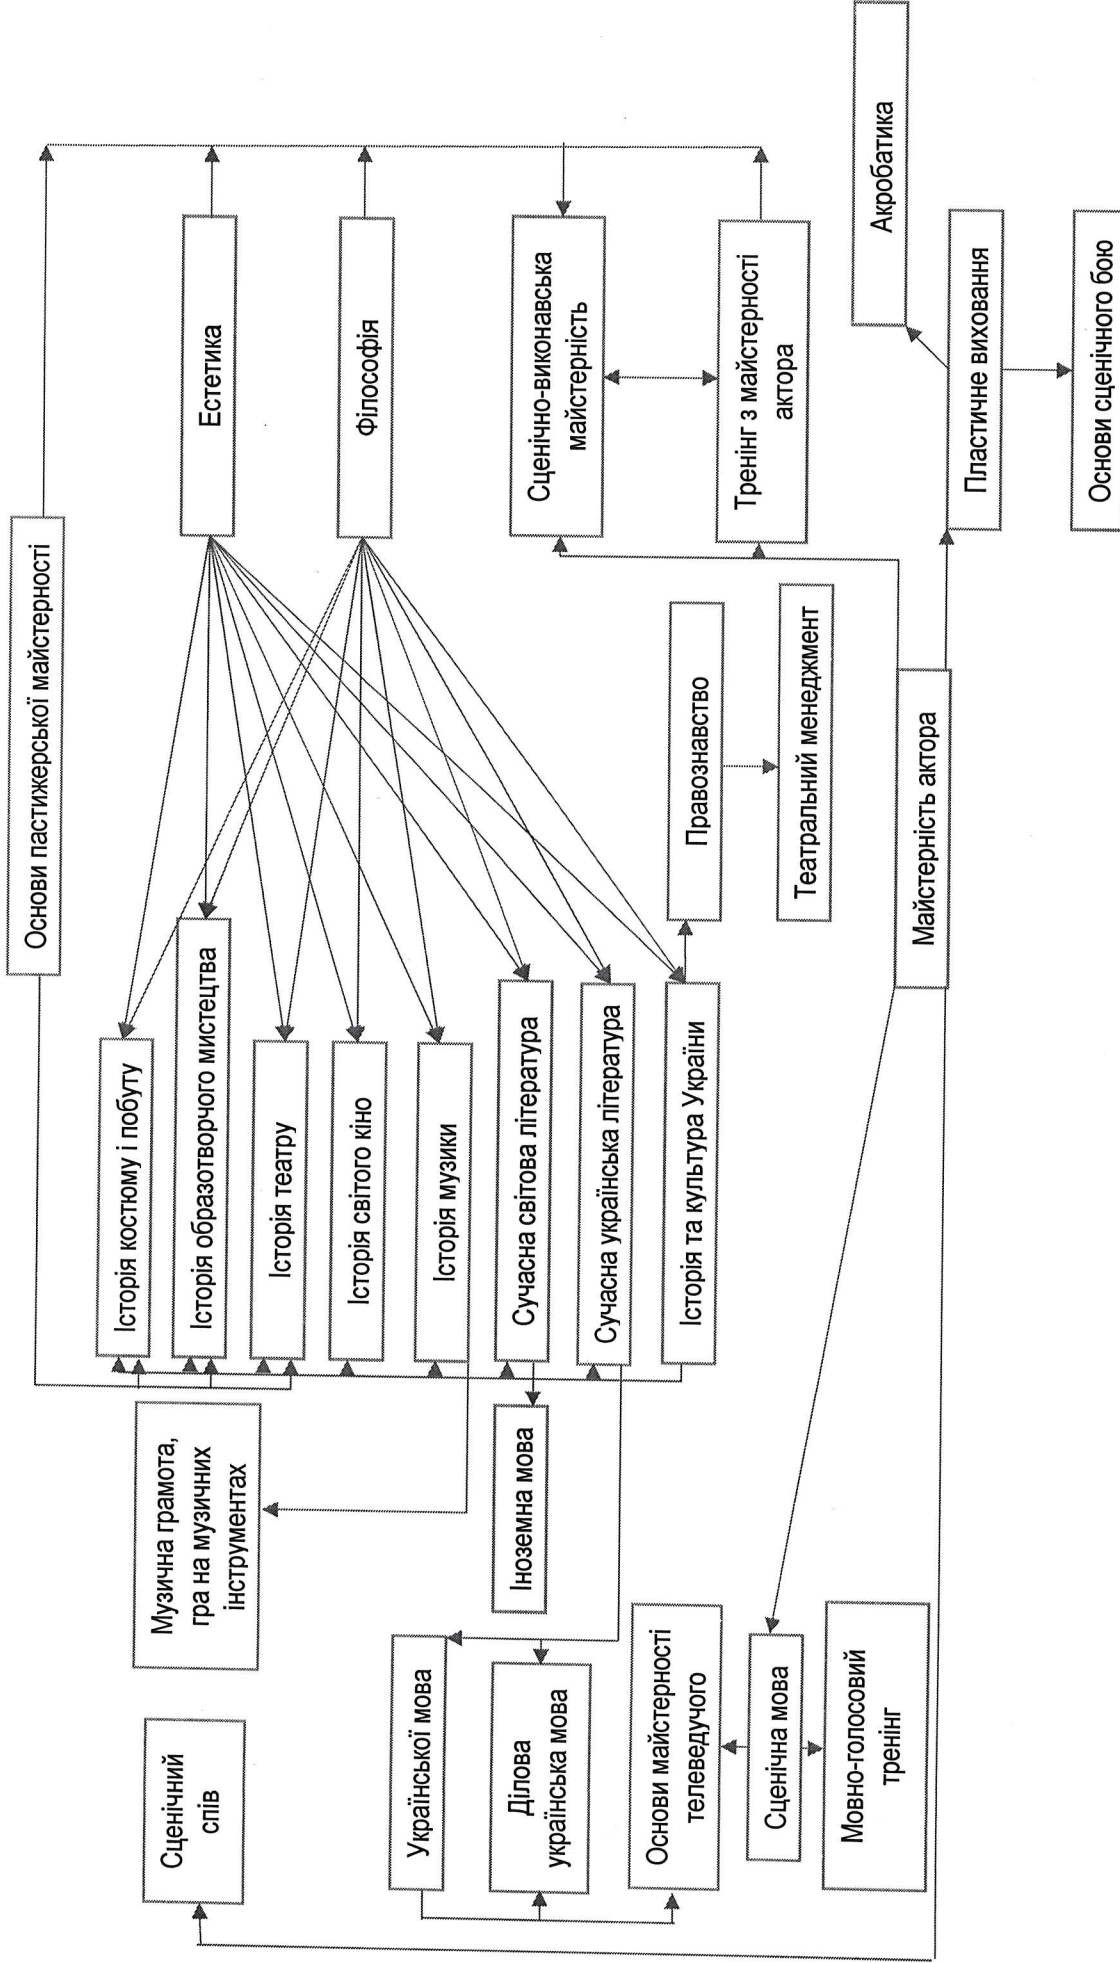 Основи пастижерської майстерності
Естетика
Філософія
Історія костюму і побуту
Історія образотворчого мистецтва
Історія театру
Історія світого кіно
Історія музики
Сучасна світова література
Сучасна українська література
Історія та культура України
Музична грамота,
гра на музичних
інструментах
Сценічний
спів
Іноземна мова
Української мова
Ділова
українська мова
Основи майстерності
телеведучого
Сценічна мова
Мовно-голосовий
тренінг
Правознавство
Театральний менеджмент
Сценічно-виконавська
майстерність
Тренінг з майстерності
актора
Майстерність актора
Акробатика
Пластичне виховання
Основи сценічного бою